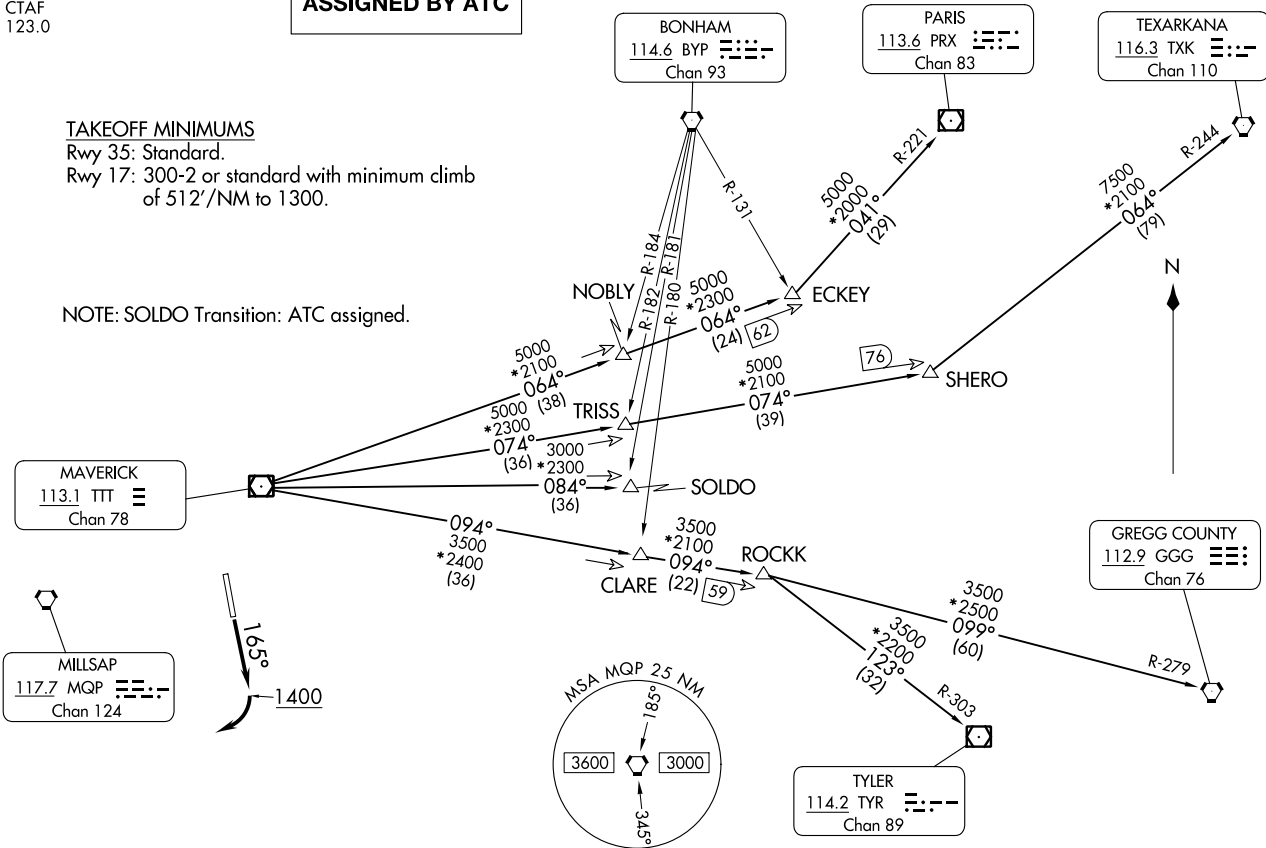 CTAF
123.0
ASSIGNED BY ATC
BONHAM
114.6 BYP
Chan 93
PARIS
113.6 PRX
Chan 83
TEXARKANA
116.3 TXK
Chan 110
TAKEOFF MINIMUMS
Rwy 35: Standard.
Rwy 17: 300-2 or standard with minimum climb
of 512'/NM to 1300.
NOTE: SOLDO Transition: ATC assigned.
R-221
R-244
R-131
5000
*2000
041°
(29)
7500
*2100
064°
(79)
N
R-184
R-181
R-182
R-180
NOBLY
5000
*2300
064°
(24)
62
ECKEY
5000
*2100
064°
(38)
76
SHERO
5000
*2100
074°
(39)
TRISS
5000
*2300
074°
(36)
3000
*2300
084°
(36)
SOLDO
MAVERICK
113.1 TTT
Chan 78
094°
3500
*2400
(36)
CLARE
3500
*2100
094°
(22)
59
ROCKK
GREGG COUNTY
112.9 GGG
Chan 76
3500
*2500
099°
(60)
R-279
3500
*2200
123°
(32)
R-303
MILLSAP
117.7 MQP
Chan 124
165°
1400
MSA MQP 25 NM
185°
3600
3000
345°
TYLER
114.2 TYR
Chan 89